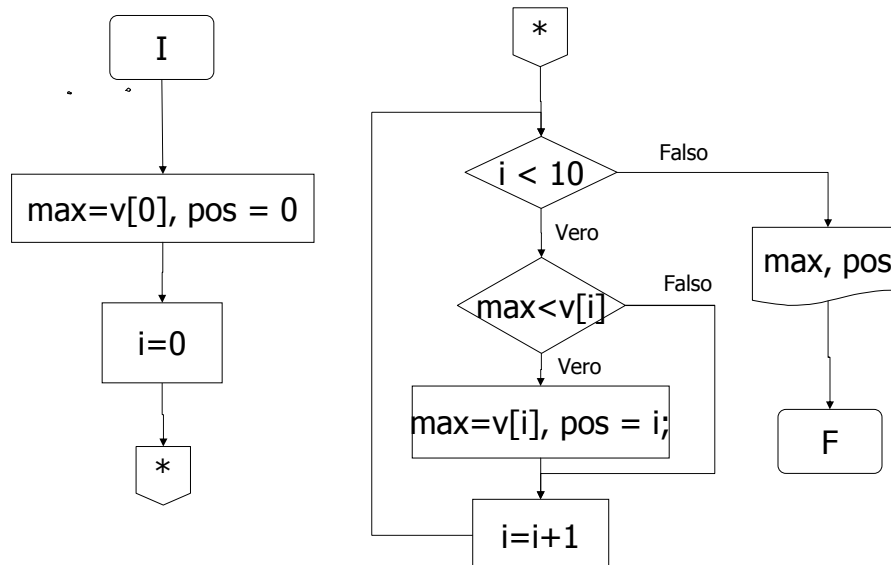 I
max=v[0], pos = 0
i=0
*
*
i < 10
Falso
Vero
max, pos
max<v[i]
Falso
Vero
max=v[i], pos = i;
F
i=i+1